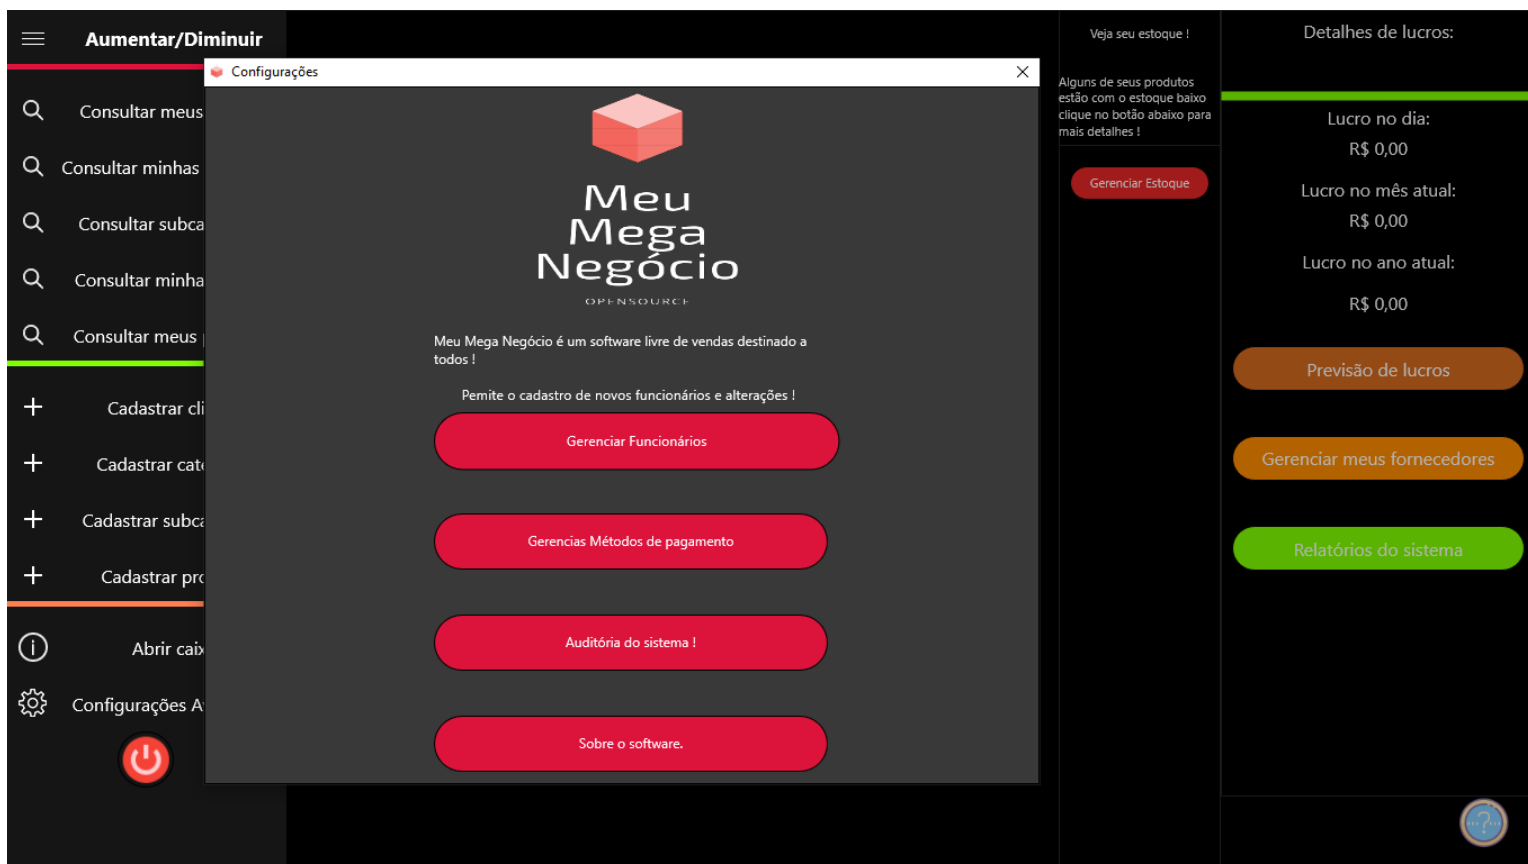 Aumentar/Diminuir
Consultar meus
Consultar minhas
Consultar subca
Consultar minha
Consultar meus
Cadastrar cli
Cadastrar cate
Cadastrar subca
Cadastrar pro
Abrir caix
Configurações A
Configurações
Meu
Mega
Negócio
OPENSOURCE
Meu Mega Negócio é um software livre de vendas destinado a
todos !
Pemite o cadastro de novos funcionários e alterações !
Gerenciar Funcionários
Gerencias Métodos de pagamento
Auditória do sistema !
Sobre o software.
Veja seu estoque !
Alguns de seus produtos
estão com o estoque baixo
clique no botão abaixo para
mais detalhes !
Gerenciar Estoque
Detalhes de lucros:
Lucro no dia:
R$ 0,00
Lucro no mês atual:
R$ 0,00
Lucro no ano atual:
R$ 0,00
Previsão de lucros
Gerenciar meus fornecedores
Relatórios do sistema
...?...